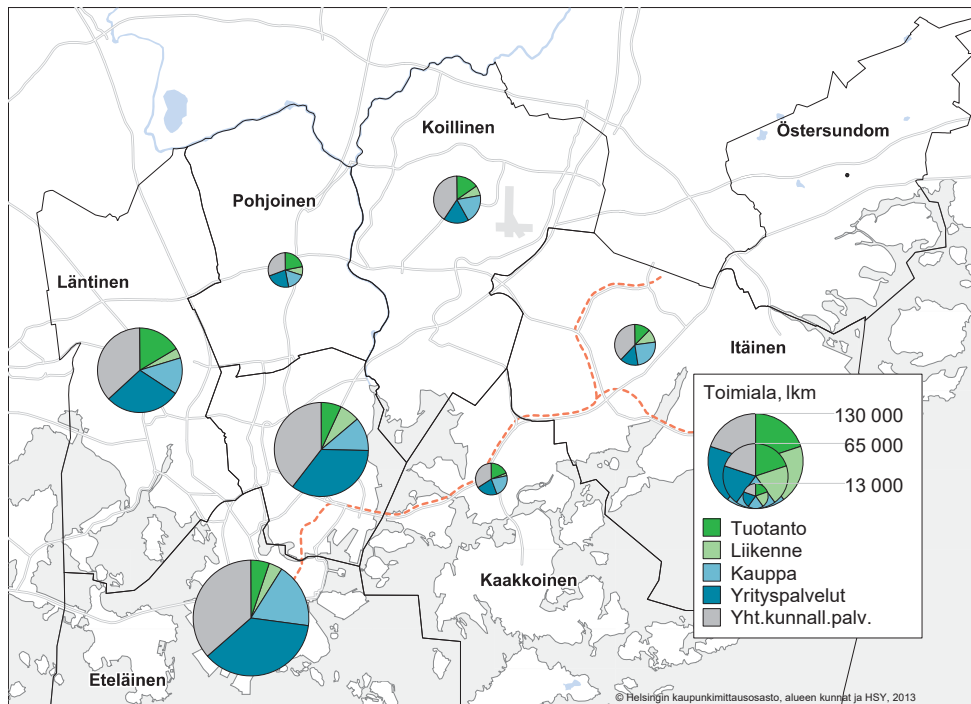 Koillinen
Östersundom
Pohjoinen
Läntinen
Itäinen
Toimiala, lkm
130 000
65 000
13 000
Tuotanto
Liikenne
Kauppa
Yrityspalvelut
Yht.kunnall.palv.
Kaakkoinen
Eteläinen
© Helsingin kaupunkimittausosasto, alueen kunnat ja HSY, 2013